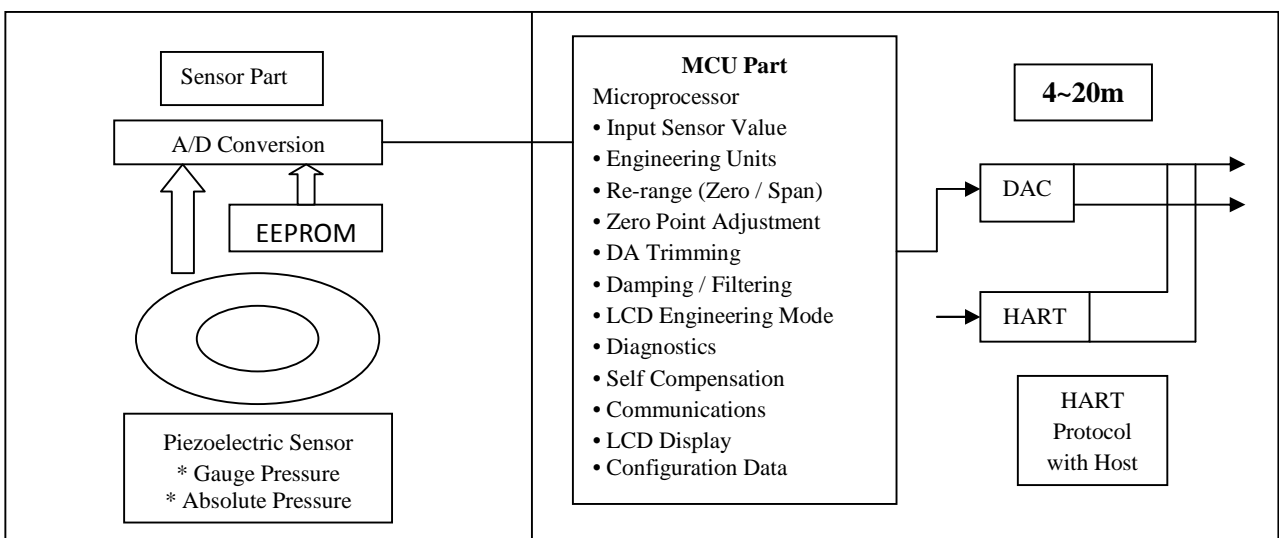 Sensor Part
A/D Conversion
EEPROM
Piezoelectric Sensor
* Gauge Pressure
* Absolute Pressure
MCU Part
Microprocessor
• Input Sensor Value
• Engineering Units
• Re-range (Zero / Span)
• Zero Point Adjustment
• DA Trimming
• Damping / Filtering
• LCD Engineering Mode
• Diagnostics
• Self Compensation
• Communications
• LCD Display
• Configuration Data
4~20m
DAC
HART
HART
Protocol
with Host